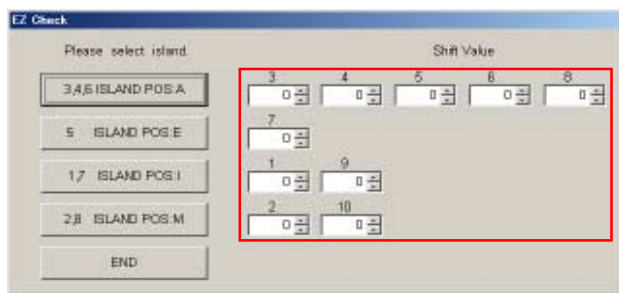 EZ Check
Please select island.
Shift Value
3,4,6 ISLAND POS:A
3 4 5 6 8
0 0 0 0 0
5 ISLAND POS:E
7
0
1,7 ISLAND POS:I
1 9
0 0
2,8 ISLAND POS:M
2 10
0 0
END